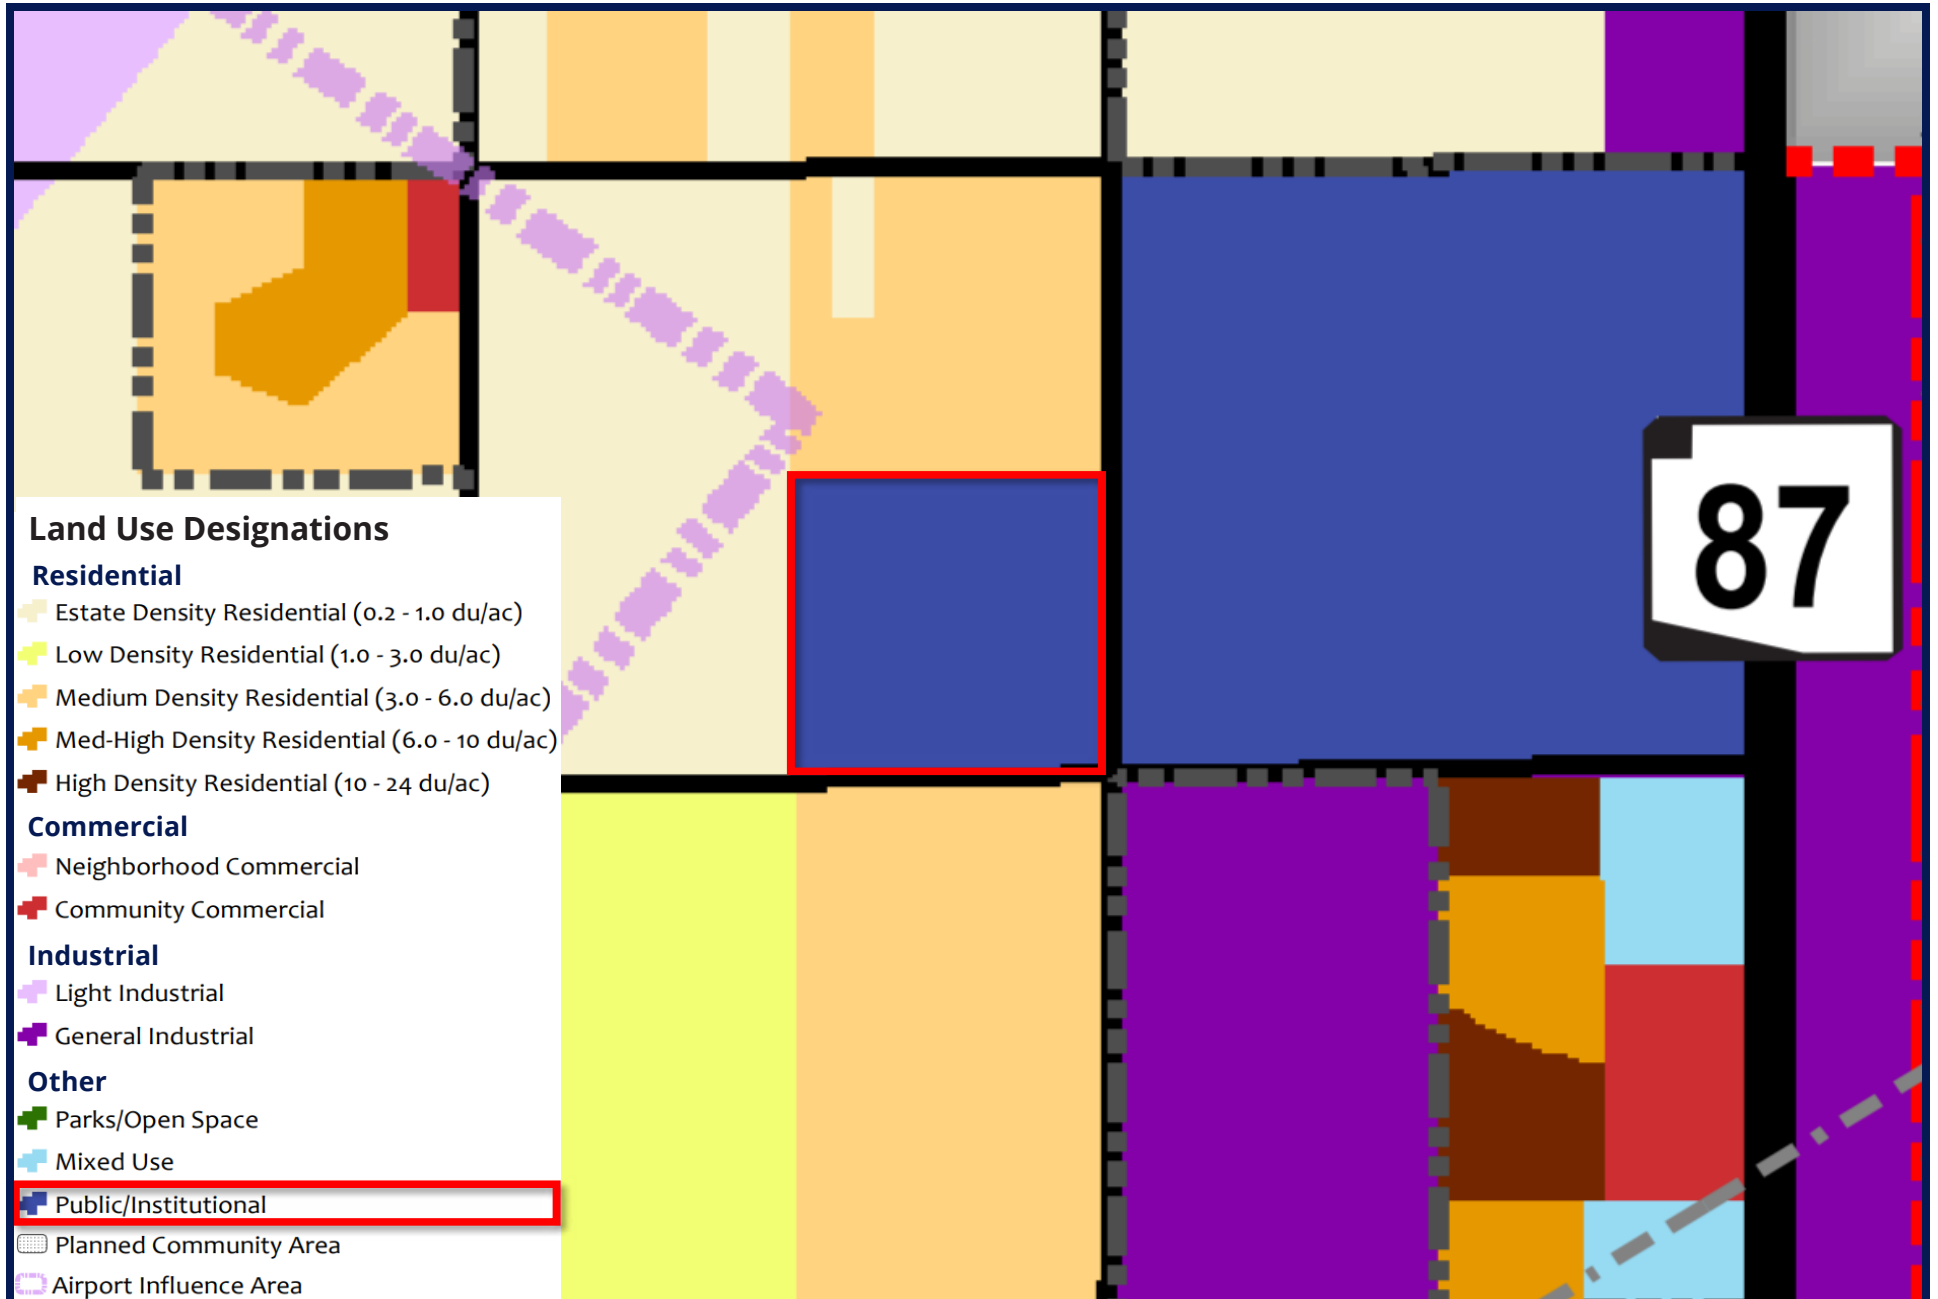 87
Land Use Designations
Residential
Estate Density Residential (0.2 - 1.0 du/ac)
Low Density Residential (1.0 - 3.0 du/ac)
Medium Density Residential (3.0 - 6.0 du/ac)
Med-High Density Residential (6.0 - 10 du/ac)
High Density Residential (10 - 24 du/ac)
Commercial
Neighborhood Commercial
Community Commercial
Industrial
Light Industrial
General Industrial
Other
Parks/Open Space
Mixed Use
Public/Institutional
Planned Community Area
Airport Influence Area